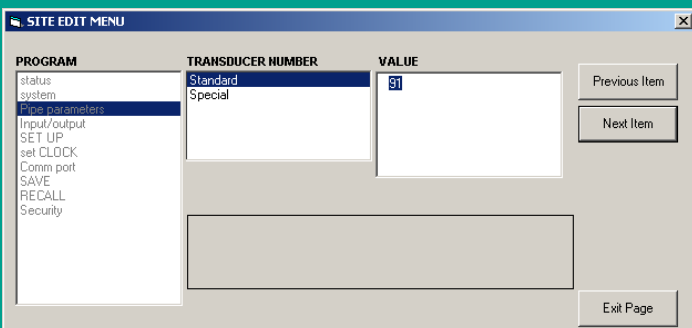 SITE EDIT MENU
PROGRAM
status
system
Pipe parameters
Input/output
SET UP
set CLOCK
Comm port
SAVE
RECALL
Security
TRANSDUCER NUMBER
Standard
Special
VALUE
91
Previous Item
Next Item
Exit Page